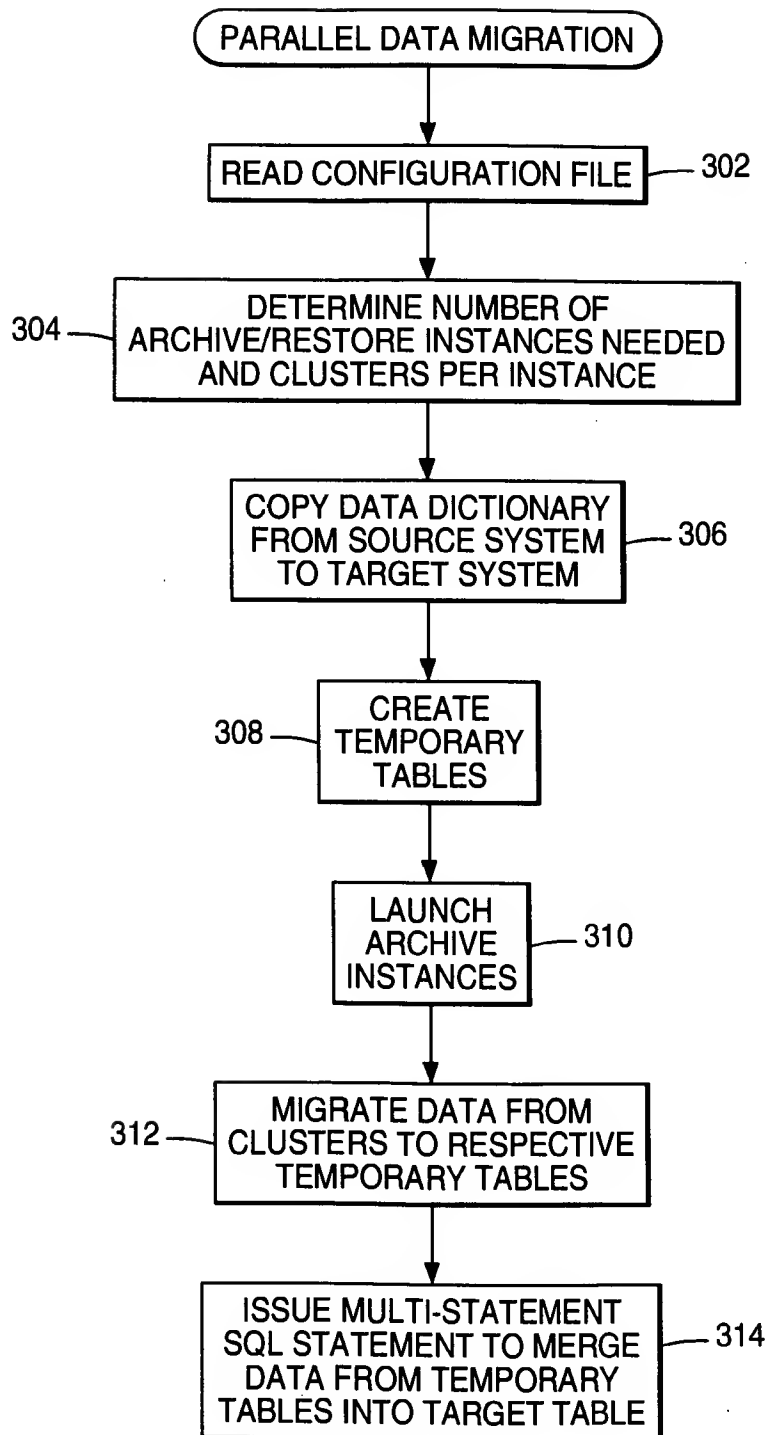 PARALLEL DATA MIGRATION
READ CONFIGURATION FILE
302
DETERMINE NUMBER OF
ARCHIVE/RESTORE INSTANCES NEEDED
AND CLUSTERS PER INSTANCE
304
COPY DATA DICTIONARY
FROM SOURCE SYSTEM
TO TARGET SYSTEM
306
CREATE
TEMPORARY
TABLES
308
LAUNCH
ARCHIVE
INSTANCES
310
MIGRATE DATA FROM
CLUSTERS TO RESPECTIVE
TEMPORARY TABLES
312
ISSUE MULTI-STATEMENT
SQL STATEMENT TO MERGE
DATA FROM TEMPORARY
TABLES INTO TARGET TABLE
314